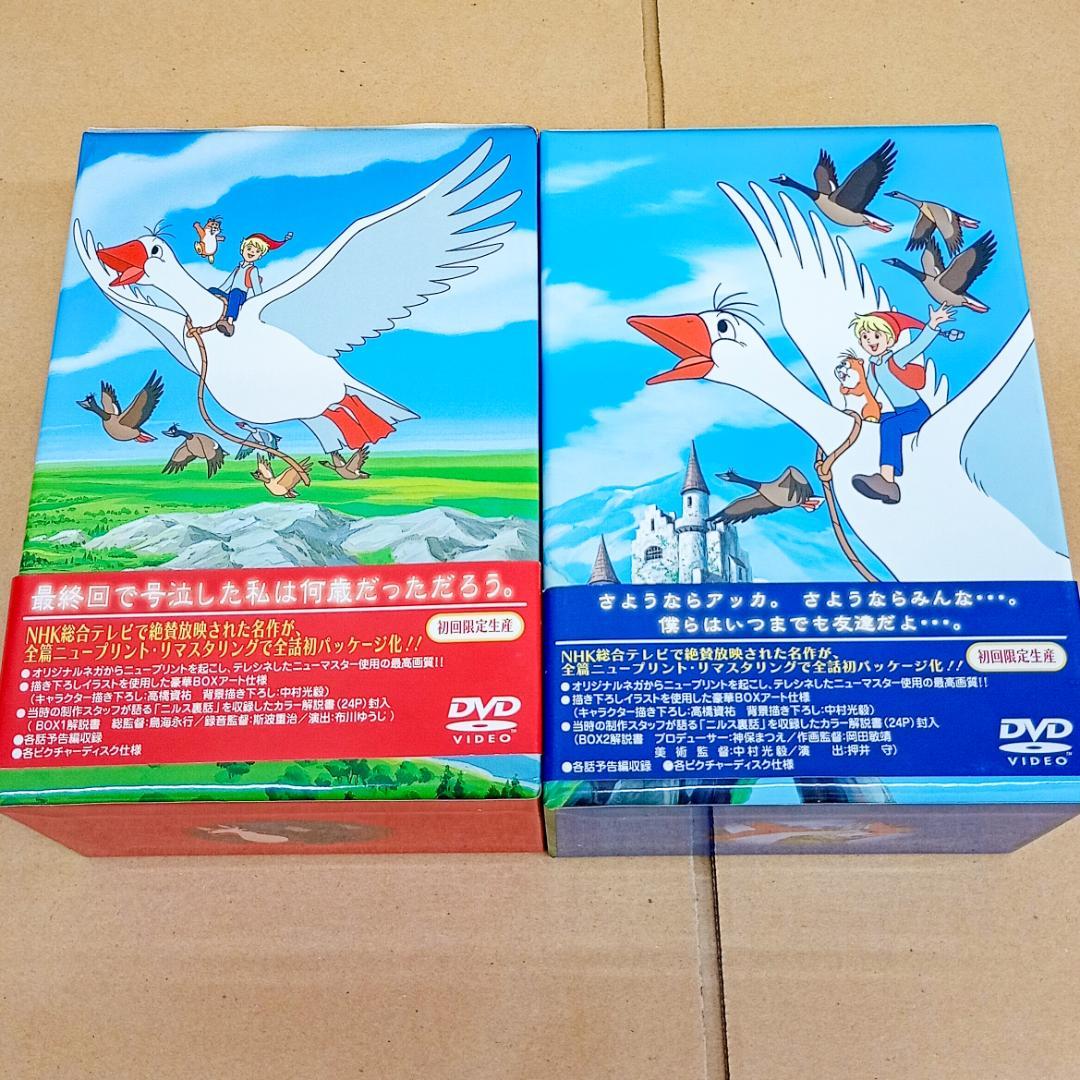 最終回で号泣した私は何歳だっただろう。
NHK総合テレビで絶賛放映された名作が、
全篇ニュープリント・リマスタリングで全話初パッケージ化!!
初回限定生産
●オリジナルネガからニュープリントを起こし、テレシネしたニューマスター使用の最高画質!!
●描き下ろしイラストを使用した豪華BOXアート仕様
(キャラクター描き下ろし:高橋資祐 背景描き下ろし:中村光毅)
●当時の制作スタッフが語る「ニルス裏話」を収録したカラー解説書(24P)封入
(BOX1解説書 総監督:鳥海永行/録音監督:斯波重治/演出:布川ゆうじ)
●各話予告編収録
●各ピクチャーディスク仕様
DVD
VIDEO
さようならアッカ。 さようならみんな・・・。
僕らはいつまでも友達だよ・・・。
NHK総合テレビで絶賛放映された名作が、
全篇ニュープリント・リマスタリングで全話初パッケージ化!!
初回限定生産
●オリジナルネガからニュープリントを起こし、テレシネしたニューマスター使用の最高画質!!
●描き下ろしイラストを使用した豪華BOXアート仕様
(キャラクター描き下ろし:高橋資祐 背景描き下ろし:中村光毅)
●当時の制作スタッフが語る「ニルス裏話」を収録したカラー解説書(24P)封入
(BOX2解説書 プロデューサー:神保まつえ/作画監督:岡田敏靖
美術監督:中村光毅/演出:押井守)
●各話予告編収録 ●各ピクチャーディスク仕様
DVD
VIDEO